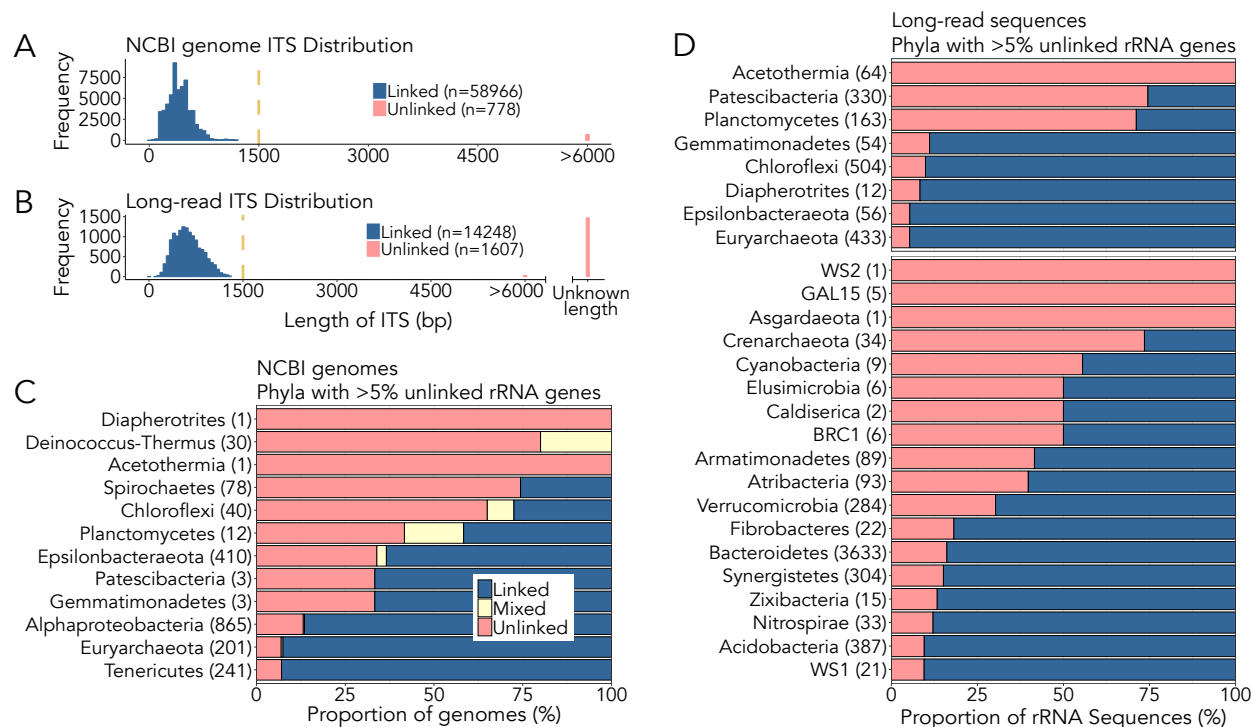 A
NCBI genome ITS Distribution
Frequency
7500
5000
2500
0
Linked (n=58966)
Unlinked (n=778)
0 1500 3000 4500 >6000
B
Long-read ITS Distribution
Frequency
1500
1000
500
0
Linked (n=14248)
Unlinked (n=1607)
0 1500 3000 4500 >6000 Unknown
length
Length of ITS (bp)
C
NCBI genomes
Phyla with >5% unlinked rRNA genes
Diapherotrites (1)
Deinococcus-Thermus (30)
Acetothermia (1)
Spirochaetes (78)
Chloroflexi (40)
Planctomycetes (12)
Epsilonbacteraeota (410)
Patescibacteria (3)
Gemmatimonadetes (3)
Alphaproteobacteria (865)
Euryarchaeota (201)
Tenericutes (241)
Linked
Mixed
Unlinked
0 25 50 75 100
Proportion of genomes (%)
D
Long-read sequences
Phyla with >5% unlinked rRNA genes
Acetothermia (64)
Patescibacteria (330)
Planctomycetes (163)
Gemmatimonadetes (54)
Chloroflexi (504)
Diapherotrites (12)
Epsilonbacteraeota (56)
Euryarchaeota (433)
WS2 (1)
GAL15 (5)
Asgardaeota (1)
Crenarchaeota (34)
Cyanobacteria (9)
Elusimicrobia (6)
Caldiserica (2)
BRC1 (6)
Armatimonadetes (89)
Atribacteria (93)
Verrucomicrobia (284)
Fibrobacteres (22)
Bacteroidetes (3633)
Synergistetes (304)
Zixibacteria (15)
Nitrospirae (33)
Acidobacteria (387)
WS1 (21)
0 25 50 75 100
Proportion of rRNA Sequences (%)